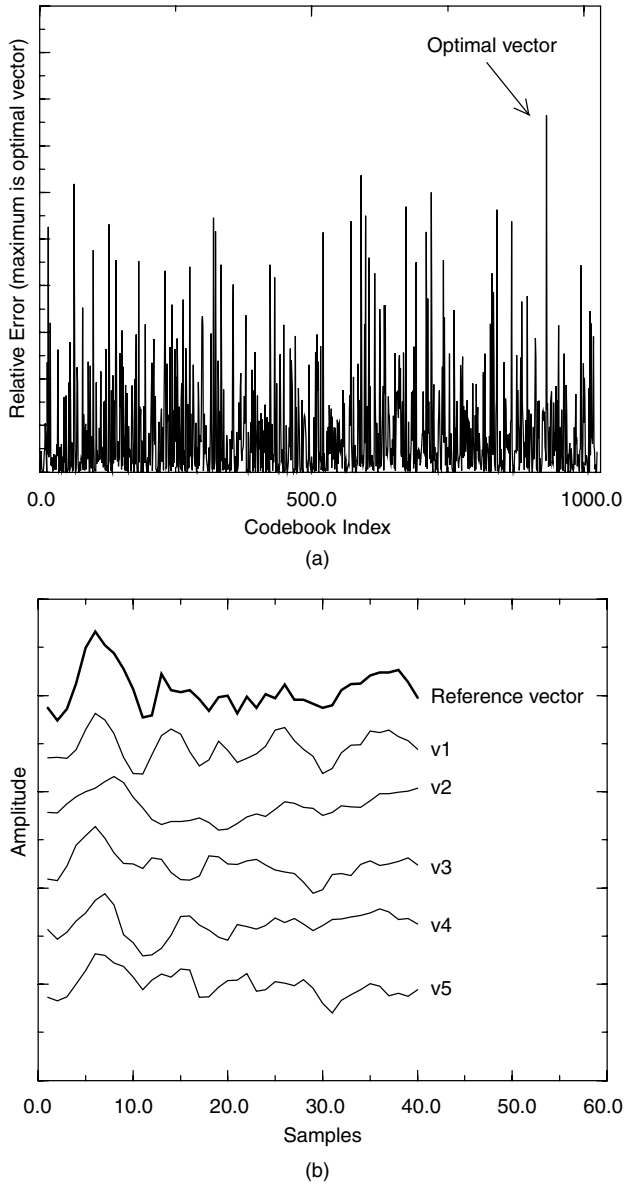 Relative Error (maximum is optimal vector)
Optimal vector
0.0 500.0 1000.0
Codebook Index
(a)
Amplitude
Reference vector
v1
v2
v3
v4
v5
0.0 10.0 20.0 30.0 40.0 50.0 60.0
Samples
(b)